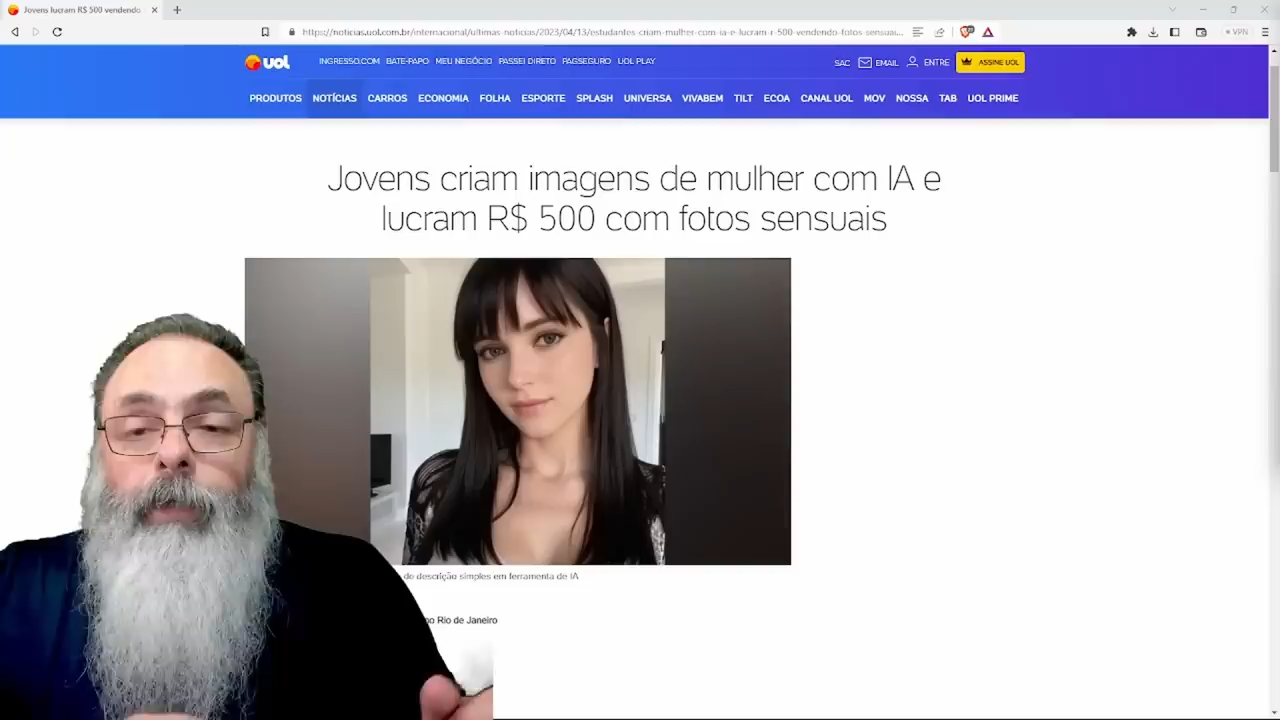 Jovens lucram R$ 500 vendendo
https://noticias.uol.com.br/internacional/ultimas-noticias/2023/04/13/estudantes-criam-mulher-com-ia-e-lucram-r-500-vendendo-fotos-sensuai...
VPN
UOL
INGRESSO.COM BATE-PAPO MEU NEGÓCIO PASSEI DIRETO PAGSEGURO UOL PLAY
SAC EMAIL ENTRE ASSINE UOL
PRODUTOS NOTÍCIAS CARROS ECONOMIA FOLHA ESPORTE SPLASH UNIVERSA VIVABEM TILT ECOA CANAL UOL MOV NOSSA TAB UOL PRIME
Jovens criam imagens de mulher com IA e
lucram R$ 500 com fotos sensuais
de descrição simples em ferramenta de IA
no Rio de Janeiro